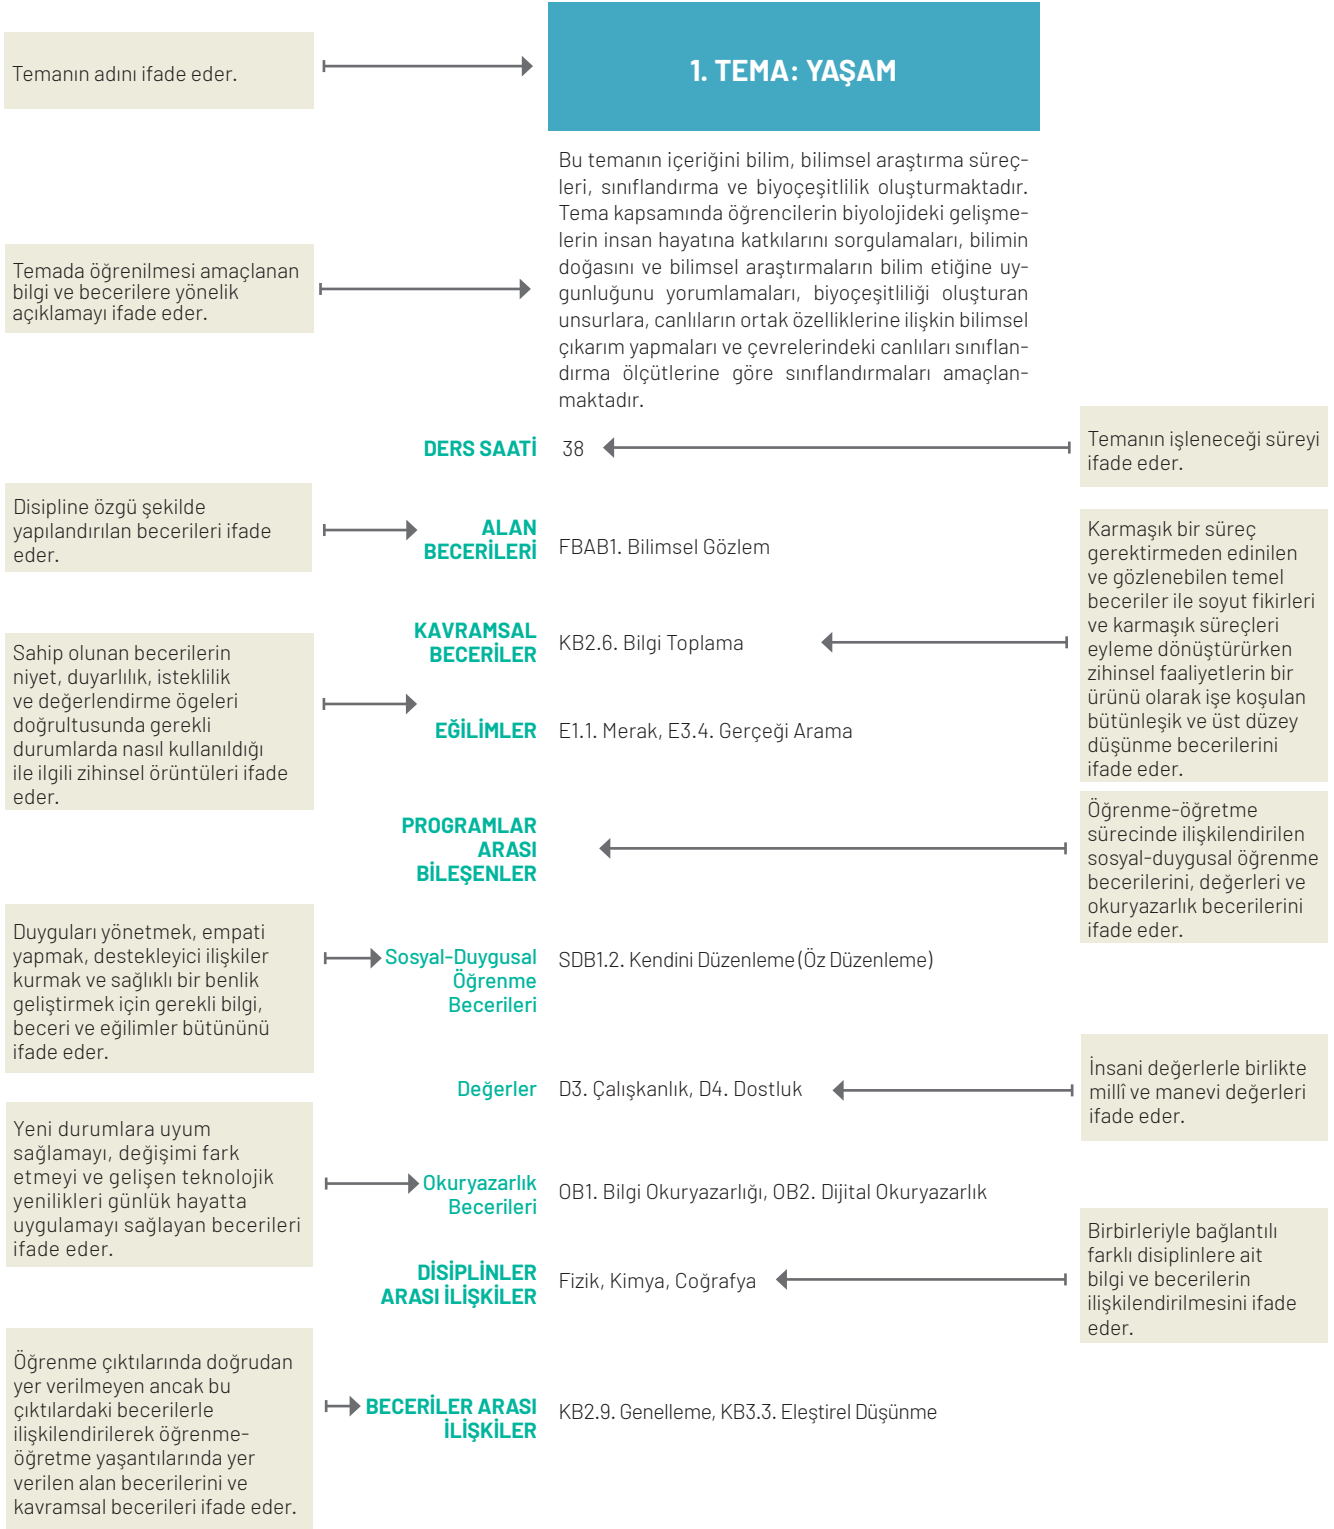 Temanın adını ifade eder.
1. TEMA: YAŞAM
Bu temanın içeriğini bilim, bilimsel araştırma süreç-
leri, sınıflandırma ve biyoçeşitlilik oluşturmaktadır.
Tema kapsamında öğrencilerin biyolojideki gelişme-
lerin insan hayatına katkılarını sorgulamaları, bilimin
doğasını ve bilimsel araştırmaların bilim etiğine uy-
gunluğunu yorumlamaları, biyoçeşitliliği oluşturan
unsurlara, canlıların ortak özelliklerine ilişkin bilimsel
çıkarım yapmaları ve çevrelerindeki canlıları sınıflan-
dırma ölçütlerine göre sınıflandırmaları amaçlan-
maktadır.
Temada öğrenilmesi amaçlanan
bilgi ve becerilere yönelik
açıklamayı ifade eder.
DERS SAATİ
38
Temanın işleneceği süreyi
ifade eder.
Disipline özgü şekilde
yapılandırılan becerileri ifade
eder.
ALAN
BECERİLERİ
FBAB1. Bilimsel Gözlem
Karmaşık bir süreç
gerektirmeden edinilen
ve gözlenebilen temel
beceriler ile soyut fikirleri
ve karmaşık süreçleri
eyleme dönüştürürken
zihinsel faaliyetlerin bir
ürünü olarak işe koşulan
bütünleşik ve üst düzey
düşünme becerilerini
ifade eder.
KAVRAMSAL
BECERİLER
KB2.6. Bilgi Toplama
Sahip olunan becerilerin
niyet, duyarlılık, isteklilik
ve değerlendirme ögeleri
doğrultusunda gerekli
durumlarda nasıl kullanıldığı
ile ilgili zihinsel örüntüleri ifade
eder.
EĞİLİMLER
E1.1. Merak, E3.4. Gerçeği Arama
PROGRAMLAR
ARASI
BİLEŞENLER
Öğrenme-öğretme
sürecinde ilişkilendirilen
sosyal-duygusal öğrenme
becerilerini, değerleri ve
okuryazarlık becerilerini
ifade eder.
Duyguları yönetmek, empati
yapmak, destekleyici ilişkiler
kurmak ve sağlıklı bir benlik
geliştirmek için gerekli bilgi,
beceri ve eğilimler bütününü
ifade eder.
Sosyal-Duygusal
Öğrenme
Becerileri
SDB1.2. Kendini Düzenleme (Öz Düzenleme)
Değerler
D3. Çalışkanlık, D4. Dostluk
İnsani değerlerle birlikte
millî ve manevi değerleri
ifade eder.
Yeni durumlara uyum
sağlamayı, değişimi fark
etmeyi ve gelişen teknolojik
yenilikleri günlük hayatta
uygulamayı sağlayan becerileri
ifade eder.
Okuryazarlık
Becerileri
OB1. Bilgi Okuryazarlığı, OB2. Dijital Okuryazarlık
DİSİPLİNLER
ARASI İLİŞKİLER
Fizik, Kimya, Coğrafya
Birbirleriyle bağlantılı
farklı disiplinlere ait
bilgi ve becerilerin
ilişkilendirilmesini ifade
eder.
Öğrenme çıktılarında doğrudan
yer verilmeyen ancak bu
çıktılardaki becerilerle
ilişkilendirilerek öğrenme-
öğretme yaşantılarında yer
verilen alan becerilerini ve
kavramsal becerileri ifade eder.
BECERİLER ARASI
İLİŞKİLER
KB2.9. Genelleme, KB3.3. Eleştirel Düşünme